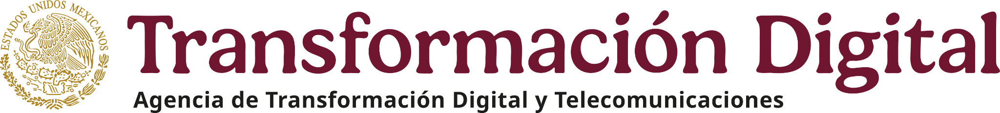 ESTADOS UNIDOS MEXICANOS
Transformación Digital
Agencia de Transformación Digital y Telecomunicaciones